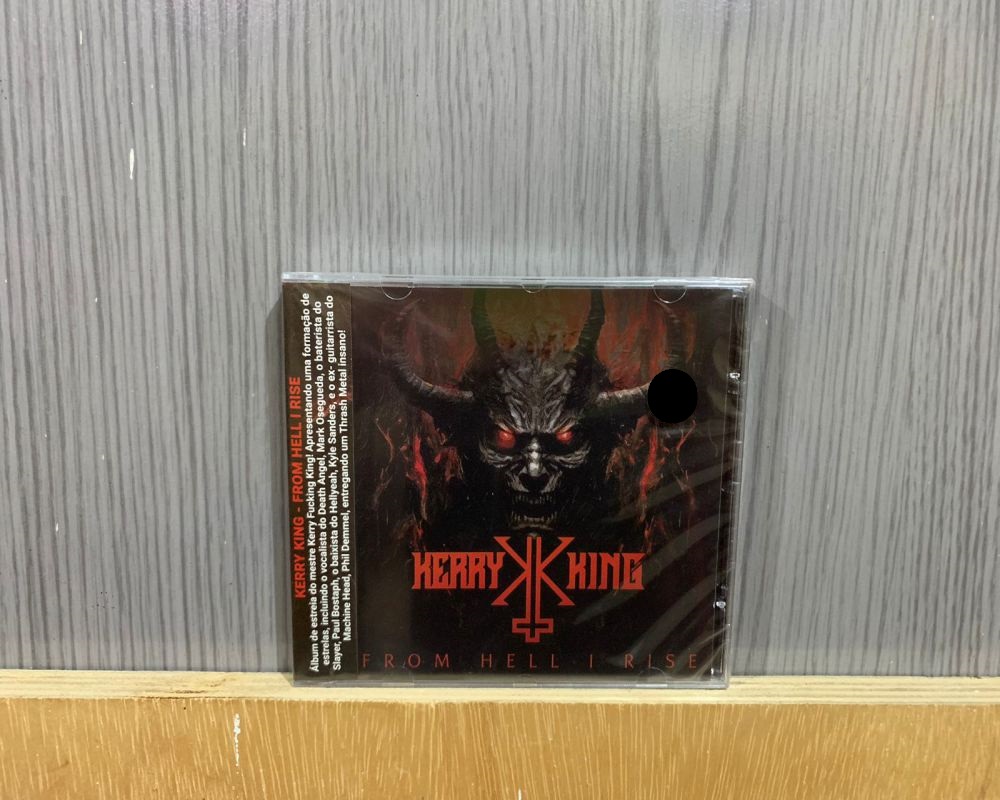 KERRY KING - FROM HELL I RISE
Álbum de estreia do mestre Kerry Fucking King! Apresentando uma formação de
estrelas, incluindo o vocalista do Death Angel, Mark Osegueda, o baterista do
Slayer, Paul Bostaph, o baixista do Hellyeah, Kyle Sanders, e o ex- guitarrista do
Machine Head, Phil Demmel, entregando um Thrash Metal insano!
KERRY KING
FROM HELL I RISE